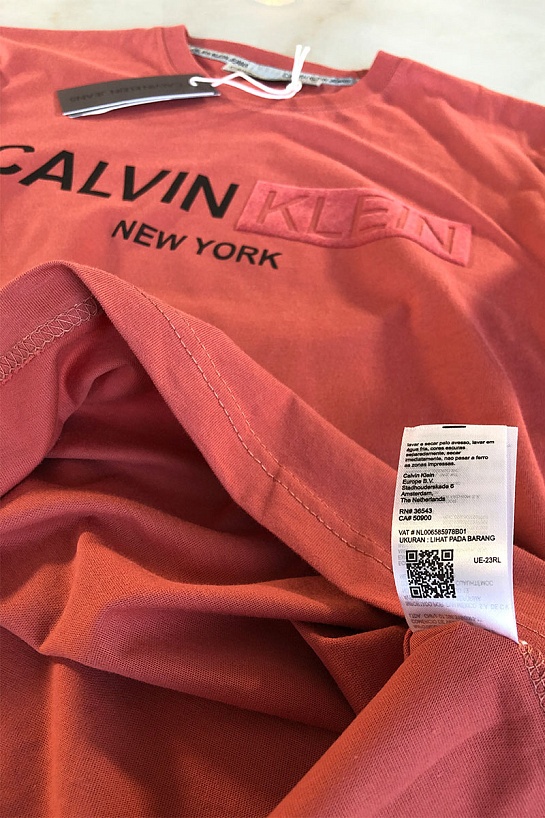 CALVIN KLEIN
NEW YORK
lavar e secar pelo avesso, lavar em
água fria, cores escuras
separadamente, secar
imediatamente, não passar a ferro
as zonas impressas.
Calvin Klein
Europe B.V.
Stadhouderskade 6
Amsterdam,
The Netherlands
RN# 36543
CA# 50900
VAT # NL006585978B01
UKURAN : LIHAT PADA BARANG
UE-23RL